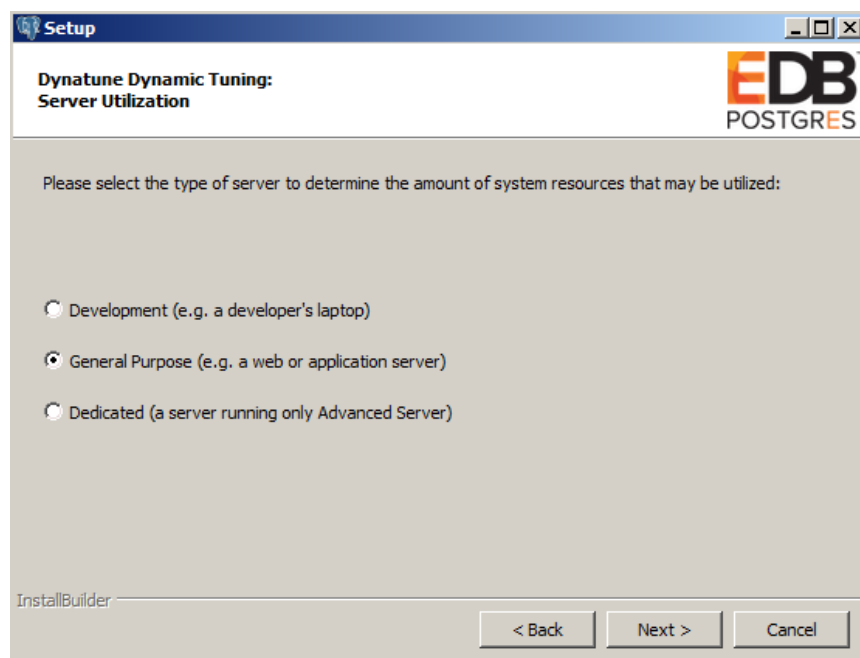 Setup
Dynatune Dynamic Tuning:
Server Utilization
EDB
POSTGRES
Please select the type of server to determine the amount of system resources that may be utilized:
Development (e.g. a developer's laptop)
General Purpose (e.g. a web or application server)
Dedicated (a server running only Advanced Server)
InstallBuilder
< Back Next > Cancel